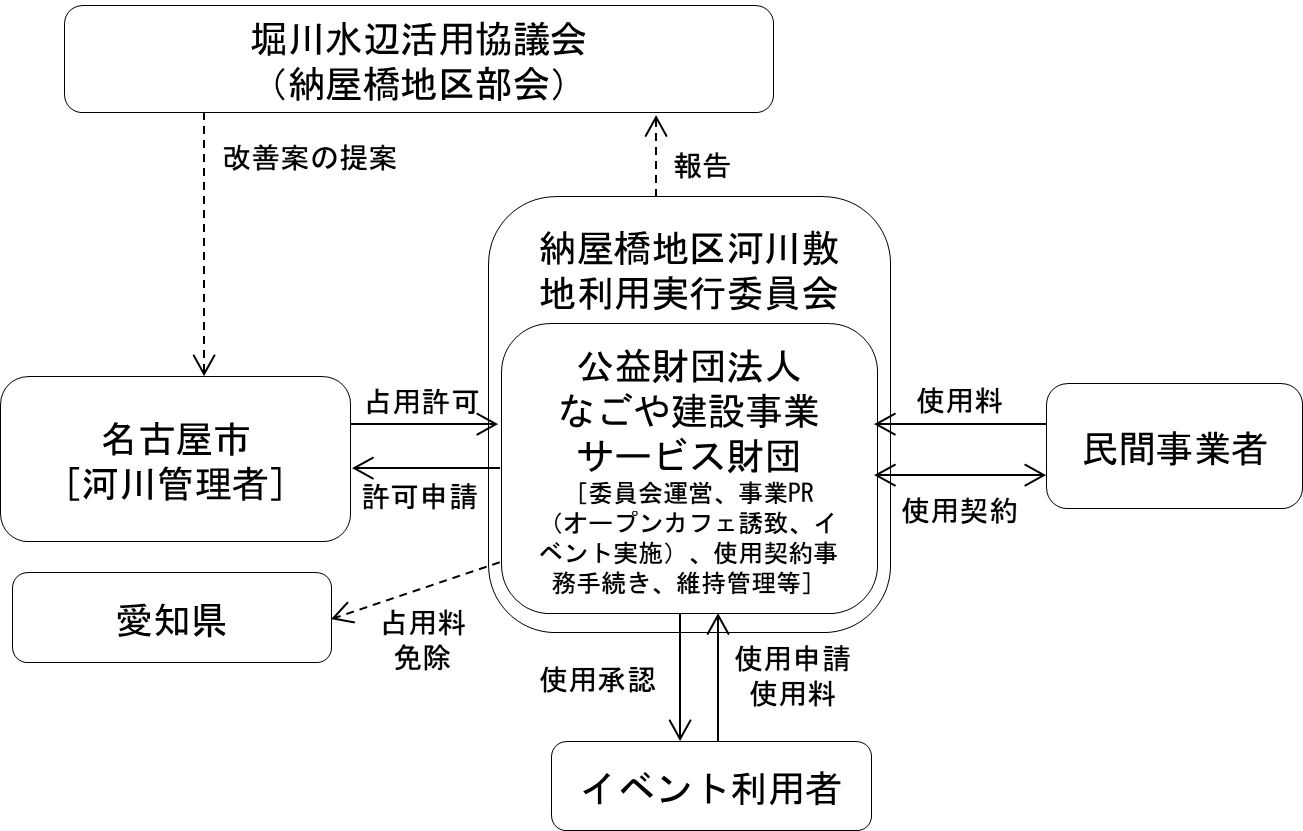 堀川水辺活用協議会
（納屋橋地区部会）
改善案の提案
報告
納屋橋地区河川敷
地利用実行委員会
公益財団法人
なごや建設事業
サービス財団
［委員会運営、事業PR
（オープンカフェ誘致、イ
ベント実施）、使用契約事
務手続き、維持管理等］
占用許可
名古屋市
［河川管理者］
許可申請
使用料
民間事業者
使用契約
愛知県
占用料
免除
使用承認
使用申請
使用料
イベント利用者